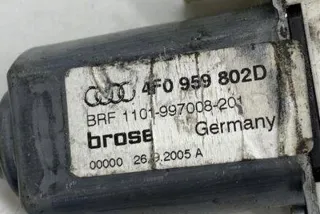 4F0 959 802D
BRF 1101-997008-201
brose Germany
00000 26.9.2005 A